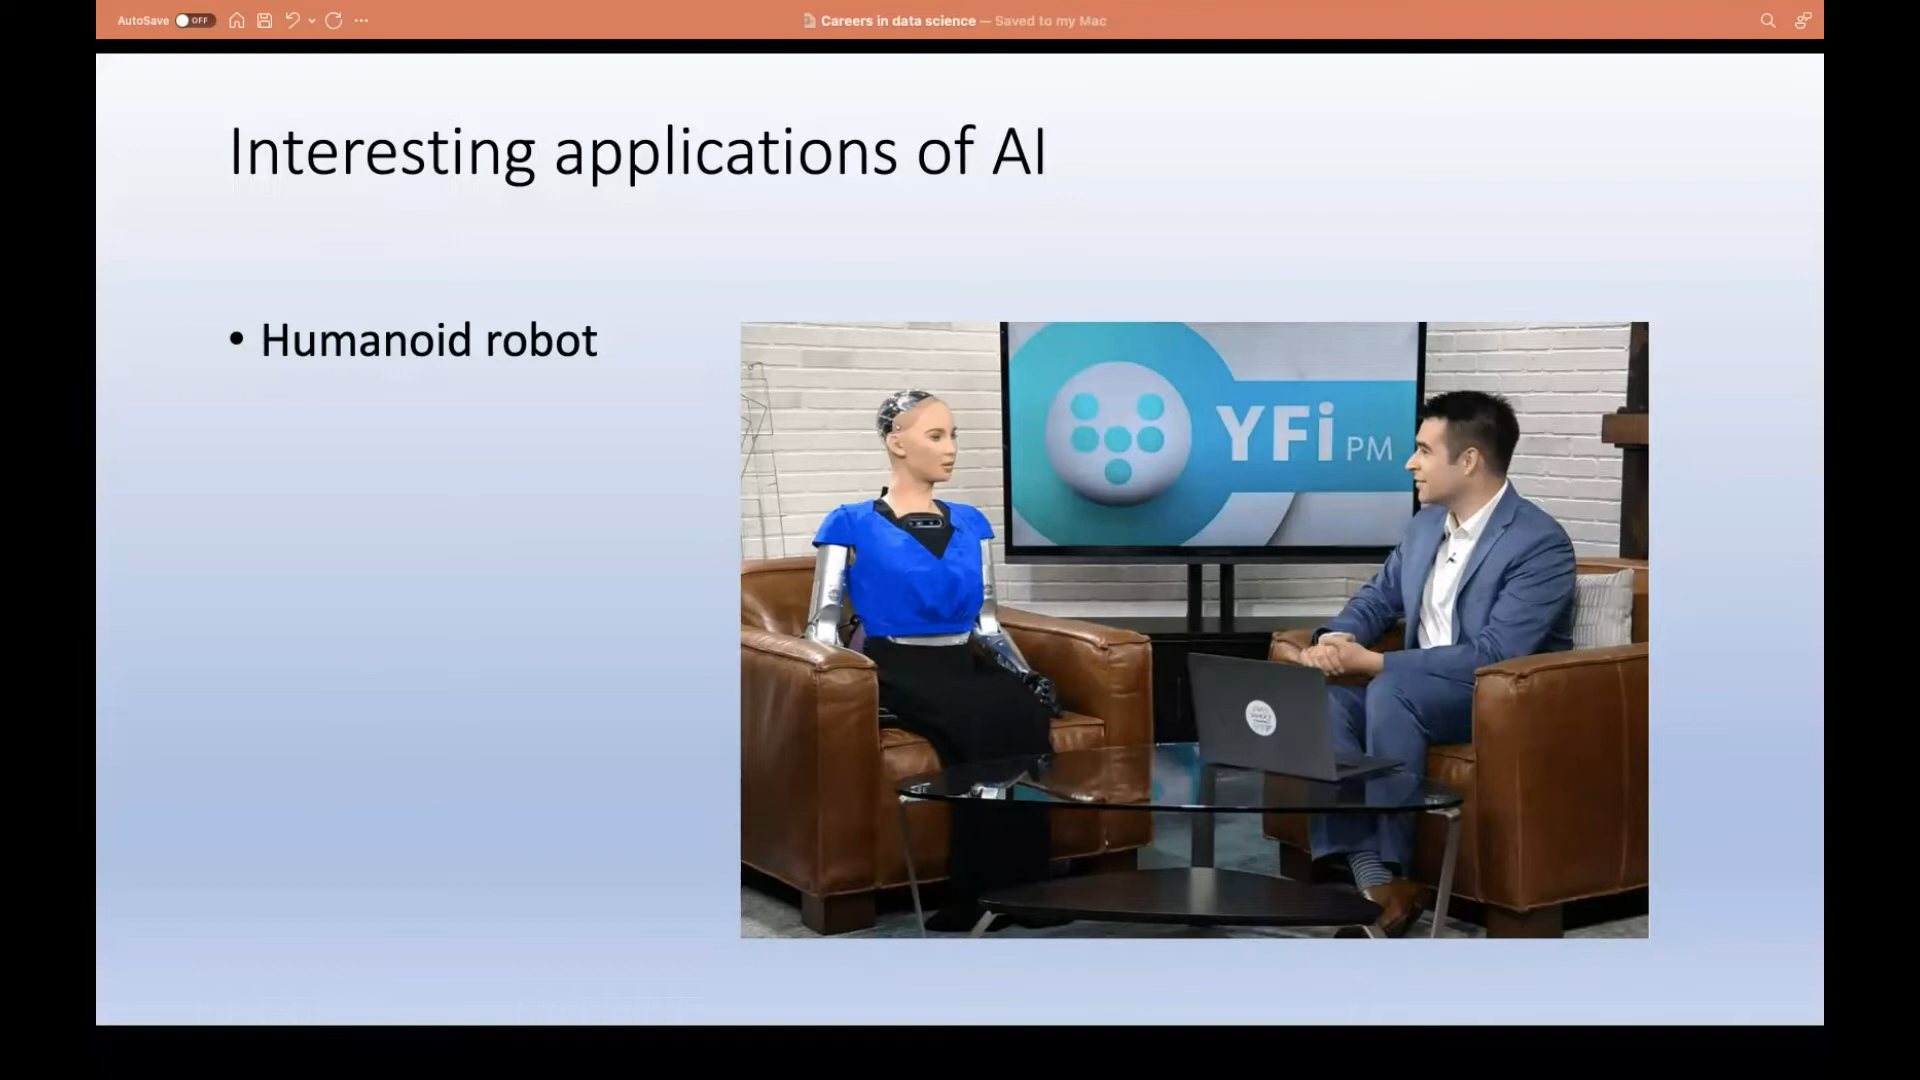 AutoSave OFF
Careers in data science — Saved to my Mac
Interesting applications of AI
• Humanoid robot
YFi PM